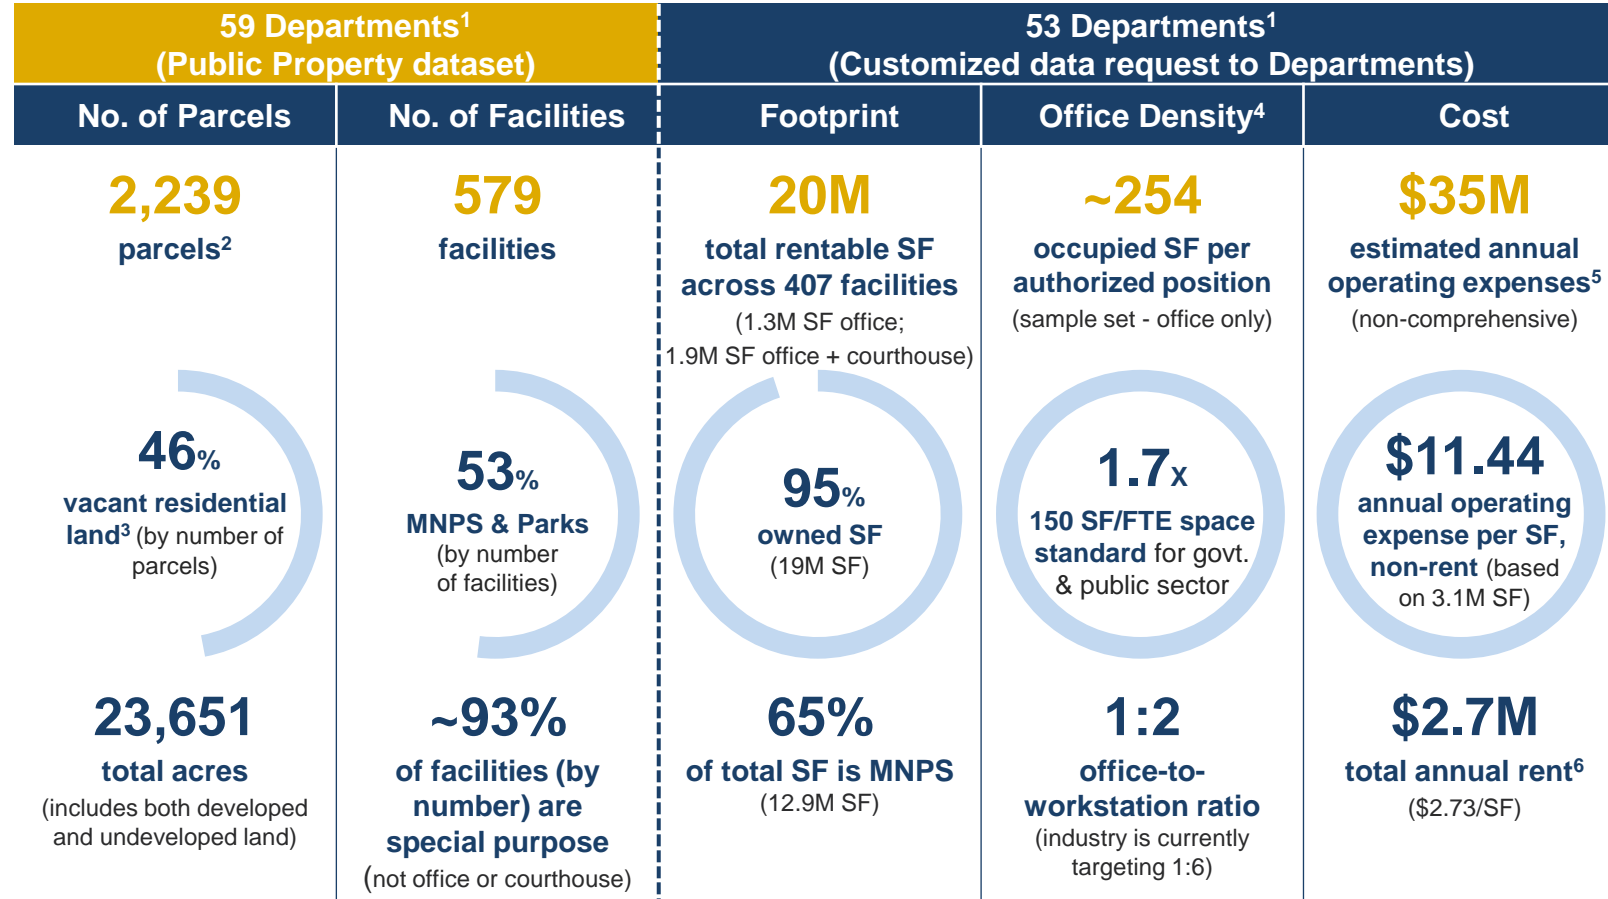 59 Departments¹
(Public Property dataset)
53 Departments¹
(Customized data request to Departments)
No. of Parcels
No. of Facilities
Footprint
Office Density⁴
Cost
2,239
parcels²
46%
vacant residential
land³ (by number of
parcels)
23,651
total acres
(includes both developed
and undeveloped land)
579
facilities
53%
MNPS & Parks
(by number
of facilities)
~93%
of facilities (by
number) are
special purpose
(not office or courthouse)
20M
total rentable SF
across 407 facilities
(1.3M SF office;
1.9M SF office + courthouse)
95%
owned SF
(19M SF)
65%
of total SF is MNPS
(12.9M SF)
~254
occupied SF per
authorized position
(sample set - office only)
1.7x
150 SF/FTE space
standard for govt.
& public sector
1:2
office-to-
workstation ratio
(industry is currently
targeting 1:6)
$35M
estimated annual
operating expenses⁵
(non-comprehensive)
$11.44
annual operating
expense per SF,
non-rent (based
on 3.1M SF)
$2.7M
total annual rent⁶
($2.73/SF)